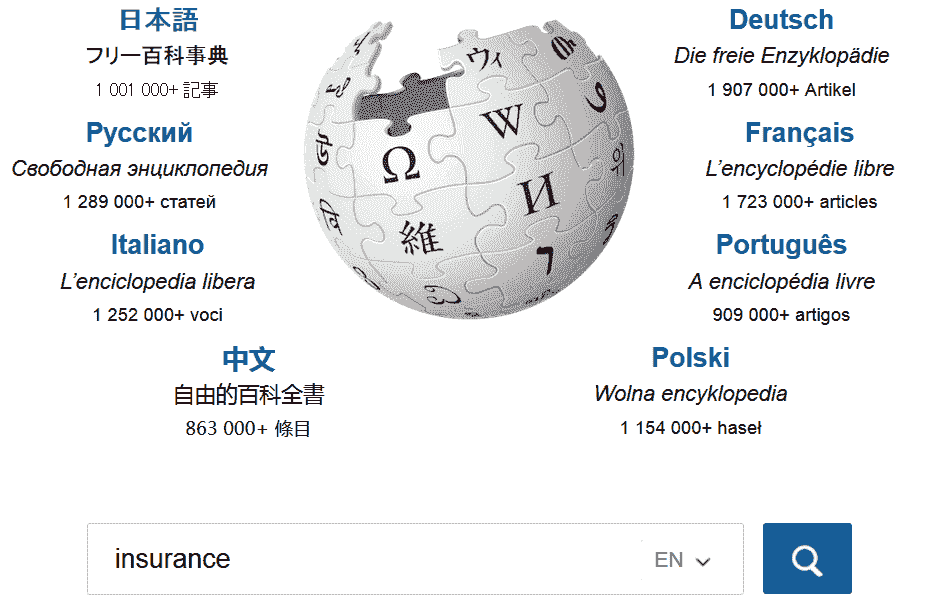 日本語
フリー百科事典
1 001 000+ 記事
Deutsch
Die freie Enzyklopädie
1 907 000+ Artikel
Русский
Свободная энциклопедия
1 289 000+ статей
Français
L’encyclopédie libre
1 723 000+ articles
Italiano
L’enciclopedia libera
1 252 000+ voci
Português
A enciclopédia livre
909 000+ artigos
中文
自由的百科全書
863 000+ 條目
Polski
Wolna encyklopedia
1 154 000+ haseł
Ω
W
ウィ
維
И
insurance
EN